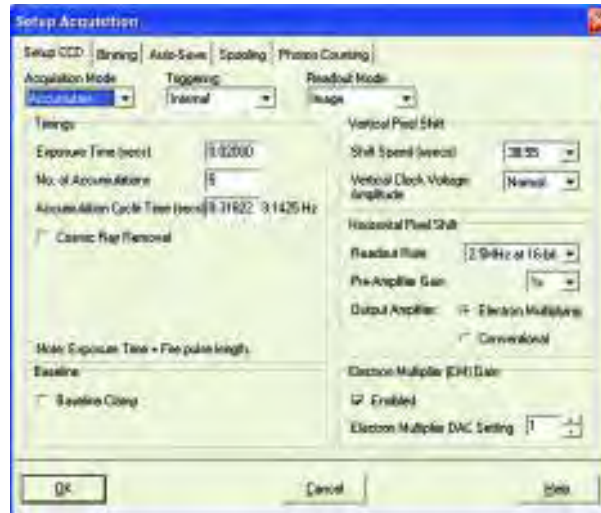 Setup Acquisition
Setup CCD Binning Auto-Save Spooling Photon Counting
Acquisition Mode Triggering Readout Mode
Accumulation Internal Image
Timings
Exposure Time (secs) 0.02000
No. of Accumulations 5
Accumulation Cycle Time (secs) 0.31822 3.1425 Hz
Cosmic Ray Removal
Note: Exposure Time = Fire pulse length.
Baseline
Baseline Clamp
Vertical Pixel Shift
Shift Speed (usecs)
Vertical Clock Voltage Amplitude Normal
Horizontal Pixel Shift
Readout Rate at 16-bit
Pre-Amplifier Gain 1x
Output Amplifier Electron Multiplying
Conventional
Electron Multiplier (EM) Gain
Enabled
Electron Multiplier DAC Setting 1
OK Cancel Help